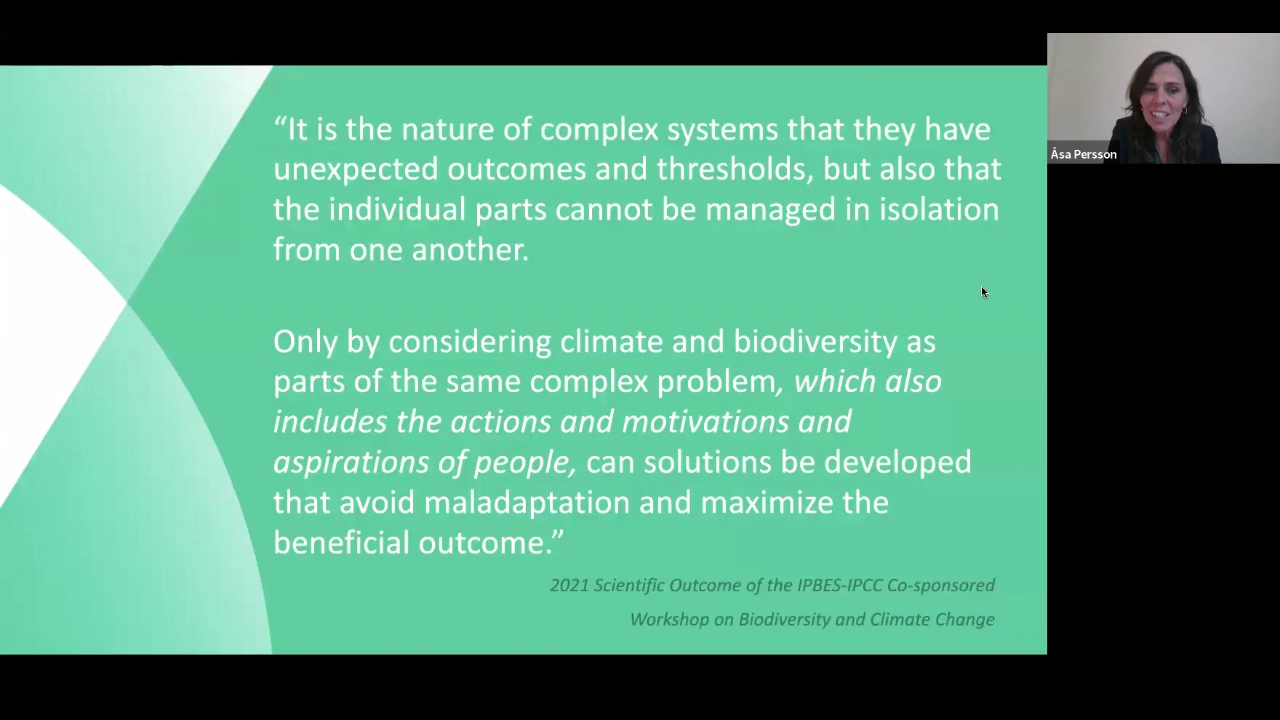 “It is the nature of complex systems that they have
unexpected outcomes and thresholds, but also that
the individual parts cannot be managed in isolation
from one another.
Only by considering climate and biodiversity as
parts of the same complex problem, which also
includes the actions and motivations and
aspirations of people, can solutions be developed
that avoid maladaptation and maximize the
beneficial outcome.”
2021 Scientific Outcome of the IPBES-IPCC Co-sponsored
Workshop on Biodiversity and Climate Change
Åsa Persson